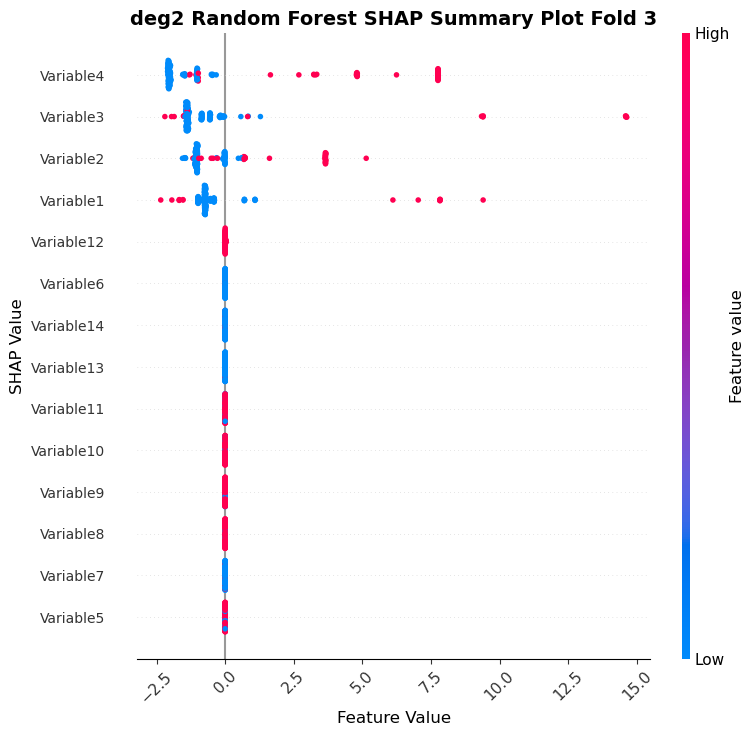 deg2 Random Forest SHAP Summary Plot Fold 3
High
Variable4
Variable3
Variable2
Variable1
Variable12
Variable6
Variable14
Variable13
Variable11
Variable10
Variable9
Variable8
Variable7
Variable5
SHAP Value
Feature value
Low
−2.5 0.0 2.5 5.0 7.5 10.0 12.5 15.0
Feature Value